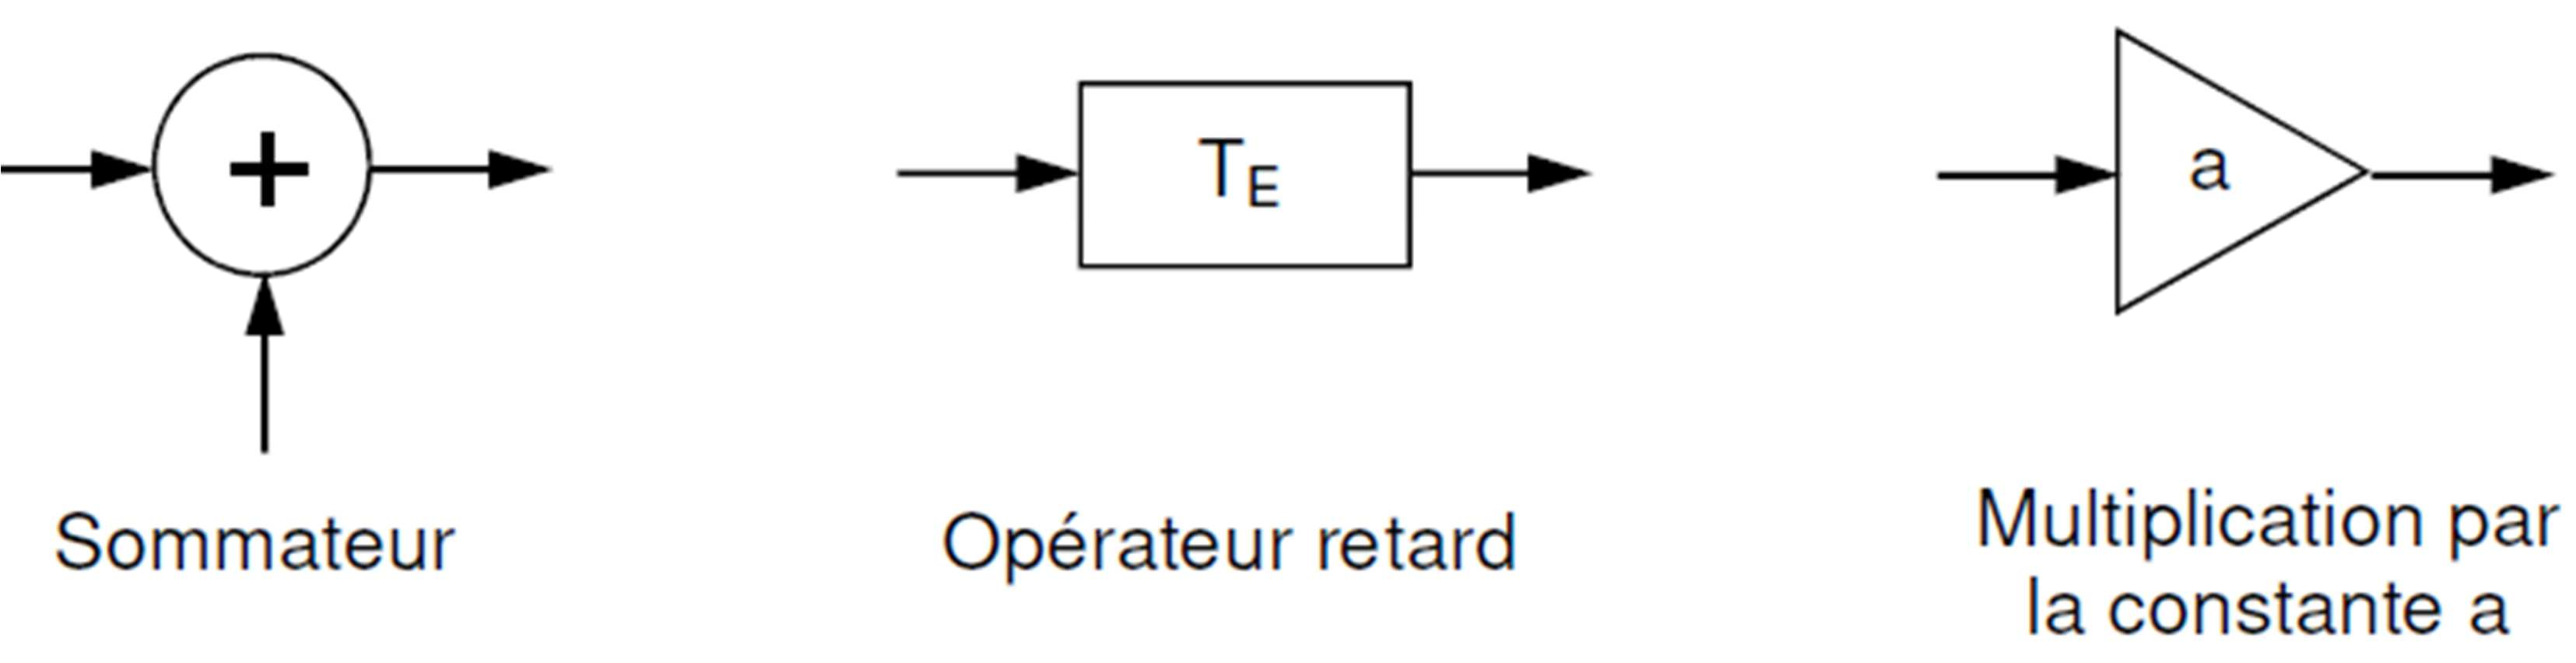 +
T_E
a
Sommateur
Opérateur retard
Multiplication par
la constante a